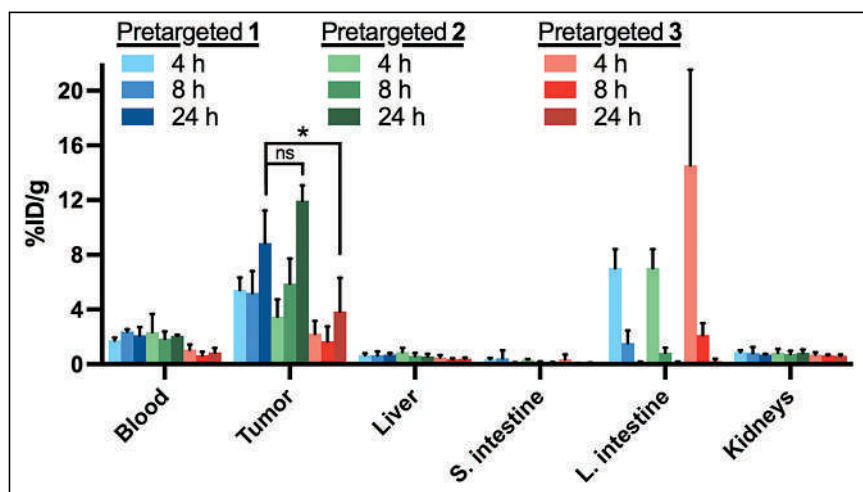 Pretargeted 1 Pretargeted 2 Pretargeted 3
4 h 4 h 4 h
8 h 8 h 8 h
24 h 24 h 24 h
20
16
12
8
4
0
%ID/g
*
ns
Blood Tumor Liver S. intestine L. intestine Kidneys